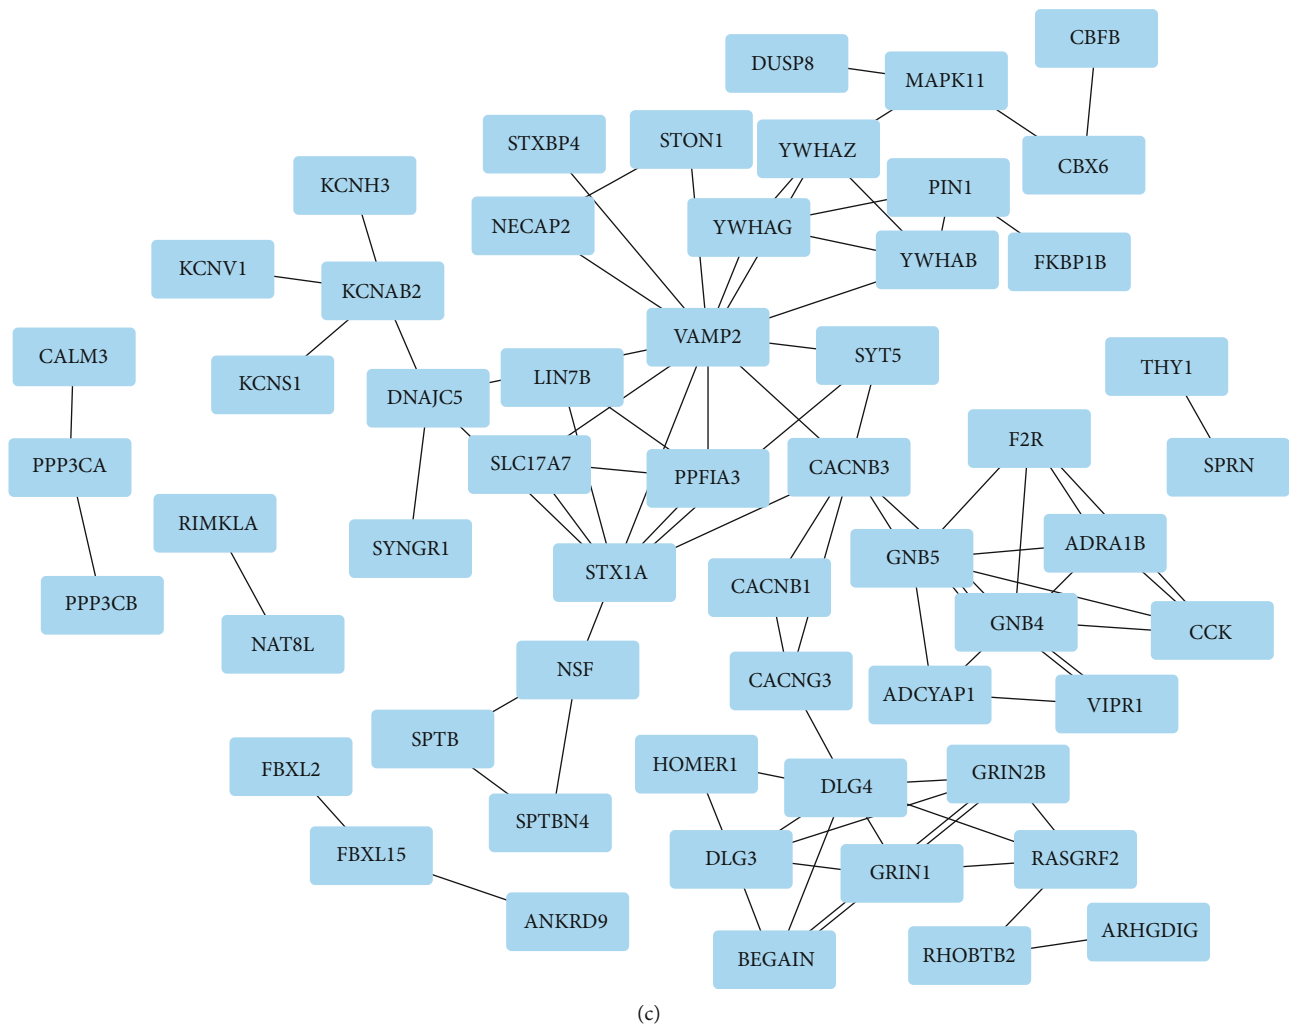 CBFB
DUSP8
MAPK11
STXBP4
STON1
YWHAZ
CBX6
KCNH3
PIN1
NECAP2
YWHAG
KCNV1
YWHAB
FKBP1B
KCNAB2
VAMP2
CALM3
SYT5
THY1
KCNS1
LIN7B
DNAJC5
F2R
PPP3CA
SLC17A7
PPFIA3
CACNB3
SPRN
RIMKLA
SYNGR1
GNB5
ADRA1B
STX1A
PPP3CB
CACNB1
GNB4
CCK
NAT8L
NSF
CACNG3
ADCYAP1
VIPR1
SPTB
FBXL2
HOMER1
DLG4
GRIN2B
SPTBN4
FBXL15
DLG3
GRIN1
RASGRF2
ANKRD9
BEGAIN
RHOBTB2
ARHGDIG
(c)